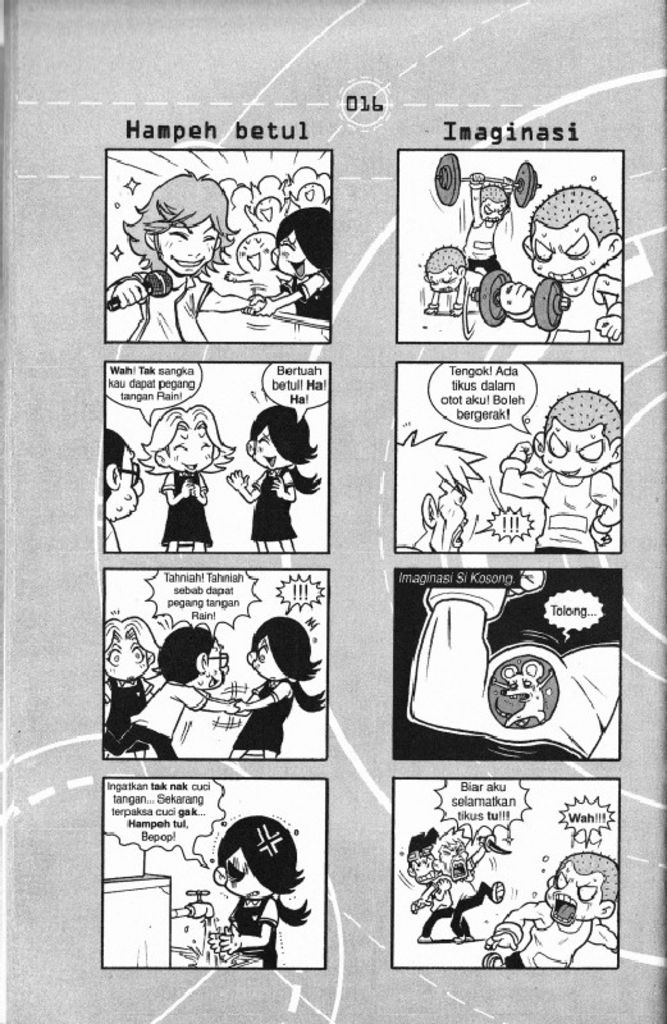 016
Hampeh betul
Wah! Tak sangka
kau dapat pegang
tangan Rain!
Bertuah
betul! Ha!
Ha!
Tahniah! Tahniah
sebab dapat
pegang tangan
Rain!
!!!
Ingatkan tak nak cuci
tangan... Sekarang
terpaksa cuci gak...
Hampeh tul,
Bepop!
Imaginasi
Tengok! Ada
tikus dalam
otot aku! Boleh
bergerak!
!!!
Imaginasi Si Kosong.
Tolong...
Biar aku
selamatkan
tikus tu!!!
Wah!!!